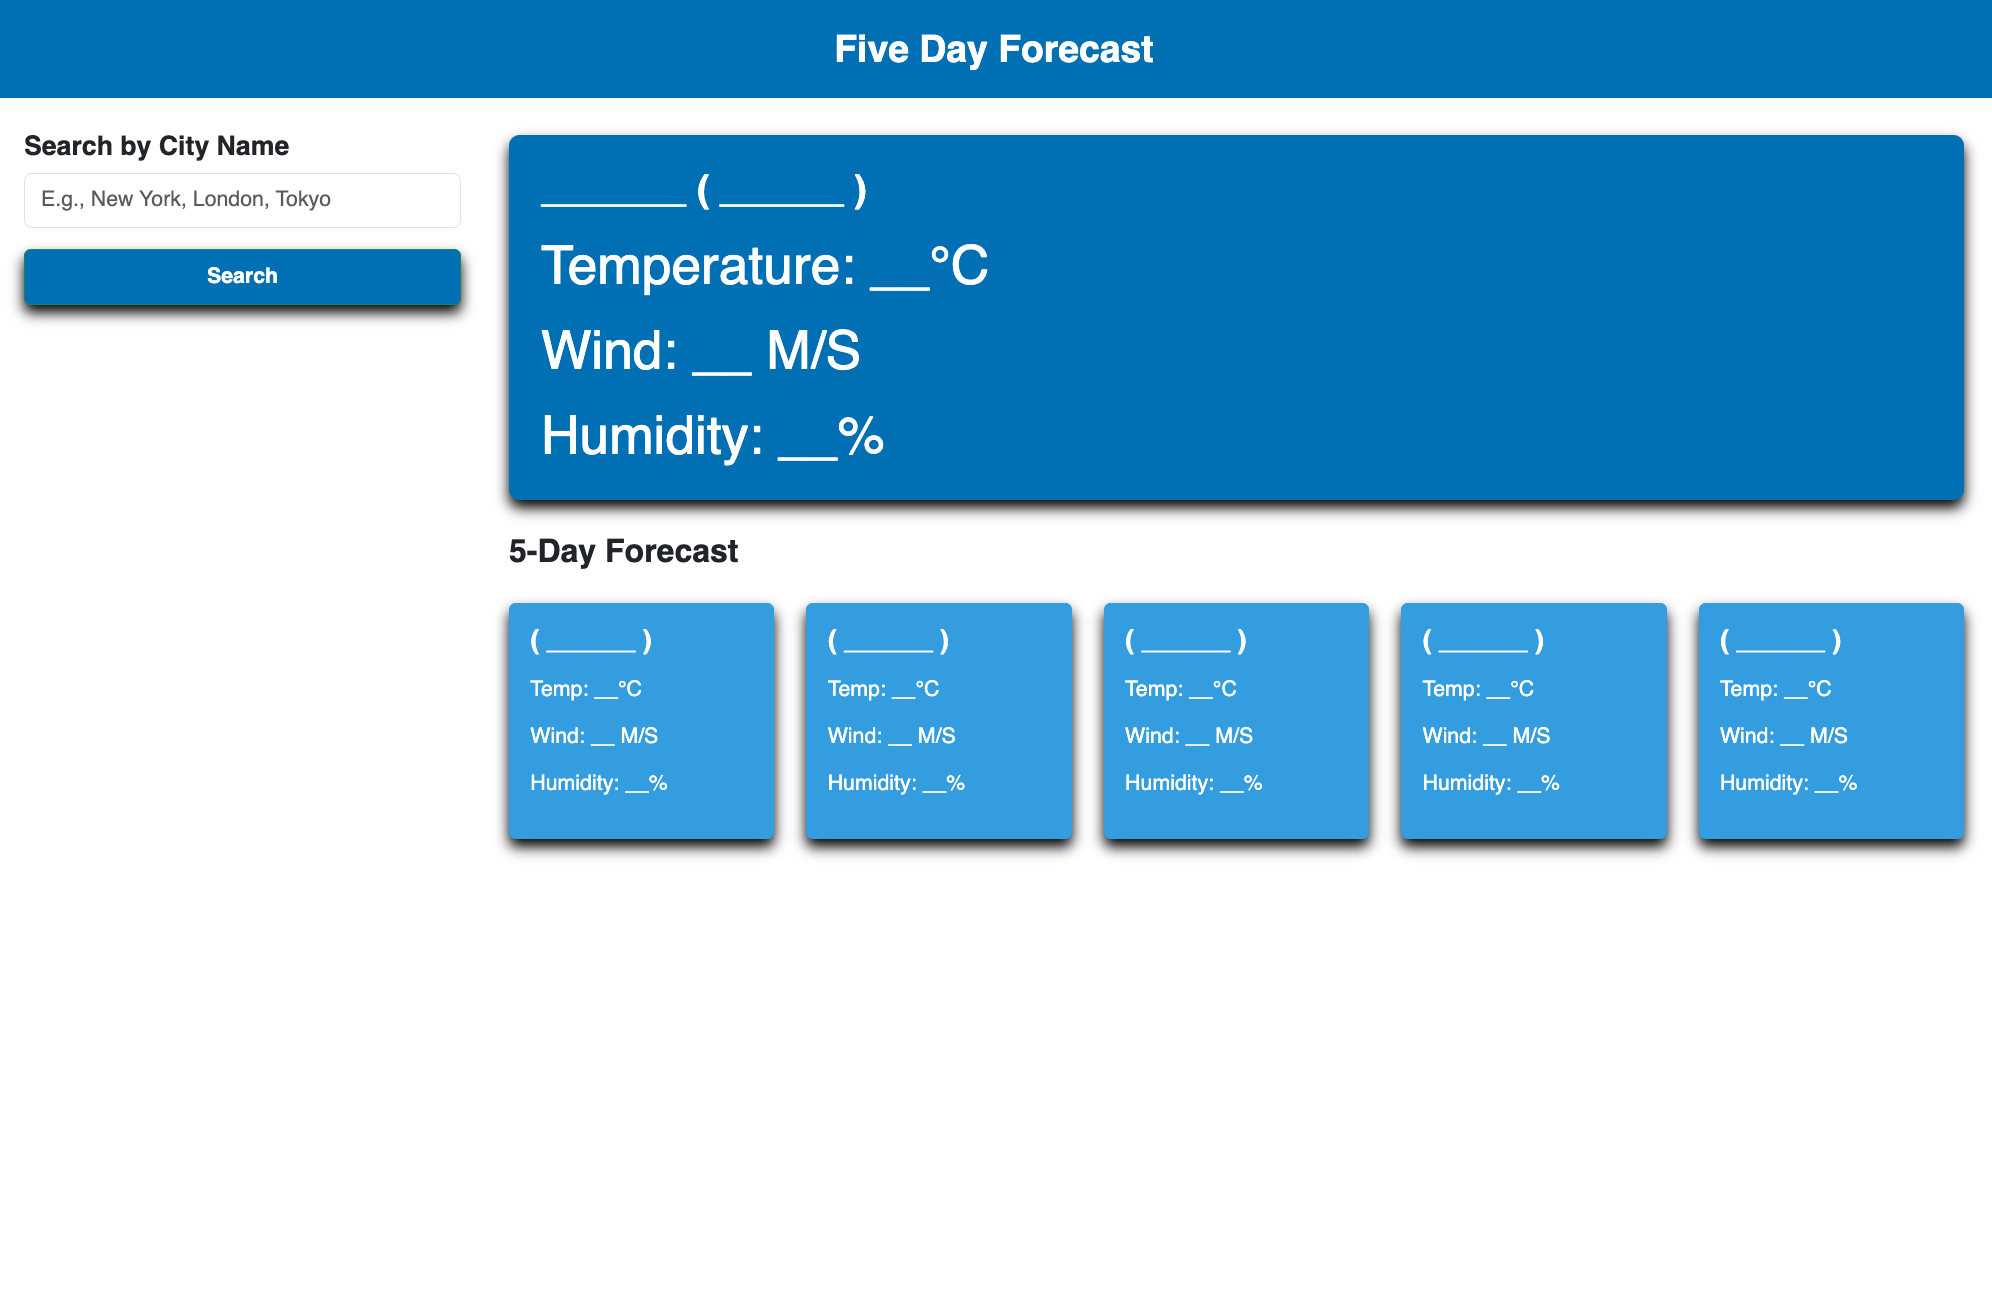 Five Day Forecast
Search by City Name
E.g., New York, London, Tokyo
Search
_______ ( ______ )
Temperature: __°C
Wind: __ M/S
Humidity: __%
5-Day Forecast
( ______ )
Temp: __°C
Wind: __ M/S
Humidity: __%
( ______ )
Temp: __°C
Wind: __ M/S
Humidity: __%
( ______ )
Temp: __°C
Wind: __ M/S
Humidity: __%
( ______ )
Temp: __°C
Wind: __ M/S
Humidity: __%
( ______ )
Temp: __°C
Wind: __ M/S
Humidity: __%